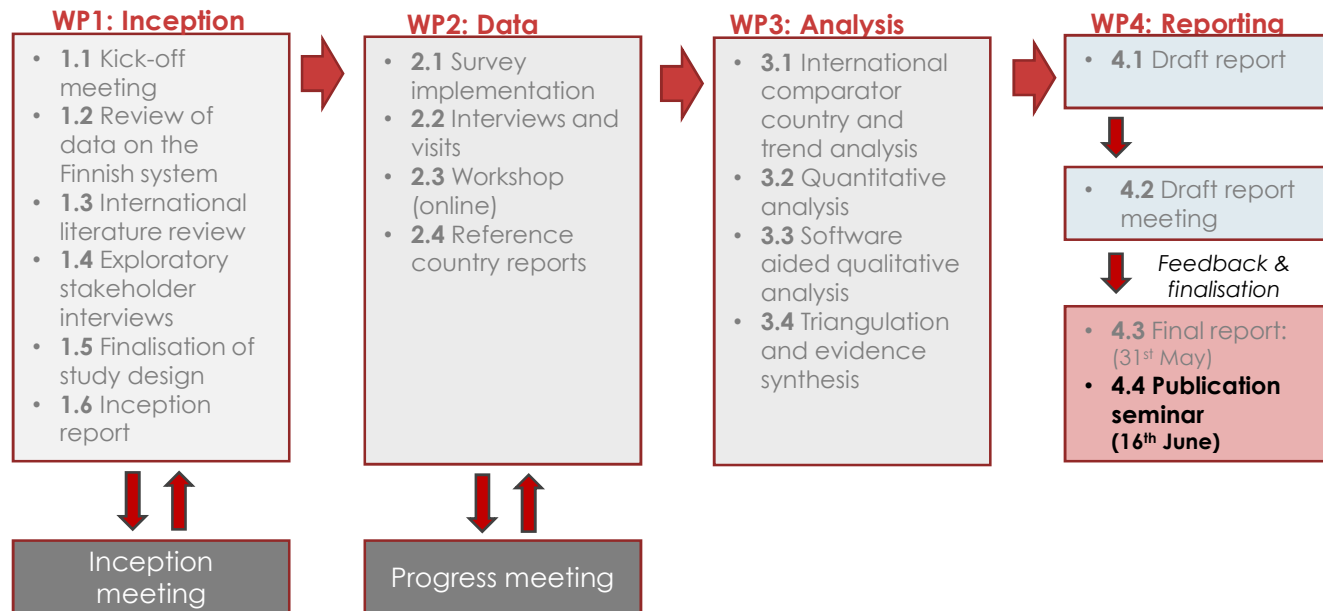 WP1: Inception
• 1.1 Kick-off
meeting
• 1.2 Review of
data on the
Finnish system
• 1.3 International
literature review
• 1.4 Exploratory
stakeholder
interviews
• 1.5 Finalisation of
study design
• 1.6 Inception
report
Inception
meeting
WP2: Data
• 2.1 Survey
implementation
• 2.2 Interviews and
visits
• 2.3 Workshop
(online)
• 2.4 Reference
country reports
Progress meeting
WP3: Analysis
• 3.1 International
comparator
country and
trend analysis
• 3.2 Quantitative
analysis
• 3.3 Software
aided qualitative
analysis
• 3.4 Triangulation
and evidence
synthesis
WP4: Reporting
• 4.1 Draft report
• 4.2 Draft report
meeting
Feedback &
finalisation
• 4.3 Final report:
(31st May)
• 4.4 Publication
seminar
(16th June)